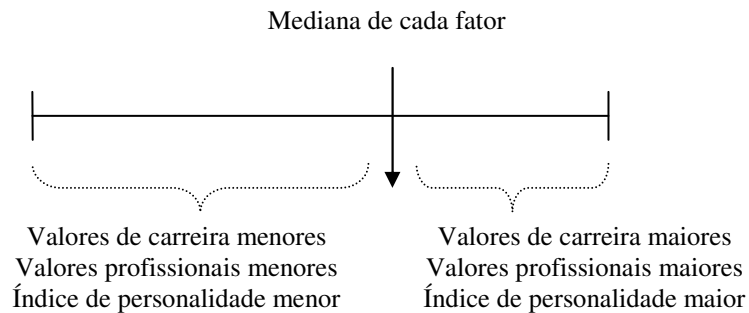 Mediana de cada fator
Valores de carreira menores
Valores profissionais menores
Índice de personalidade menor
Valores de carreira maiores
Valores profissionais maiores
Índice de personalidade maior